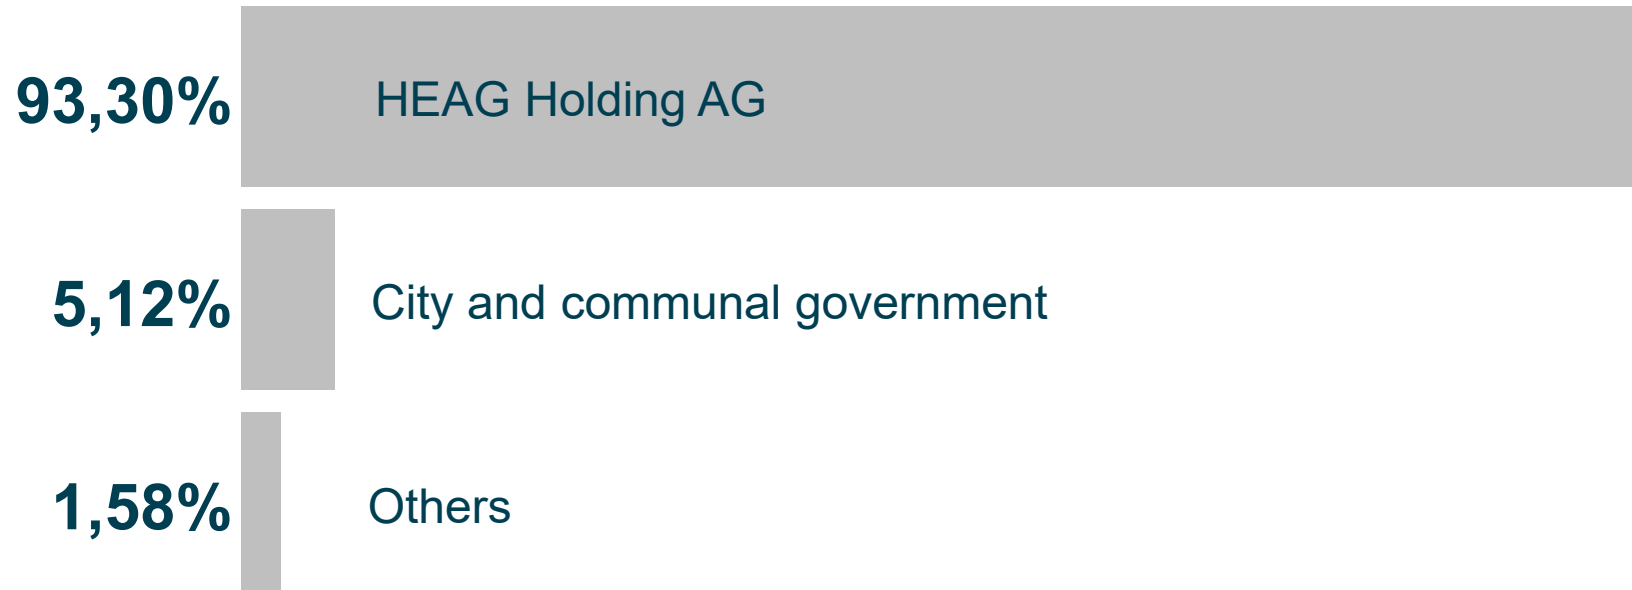 93,30% HEAG Holding AG
5,12% City and communal government
1,58% Others